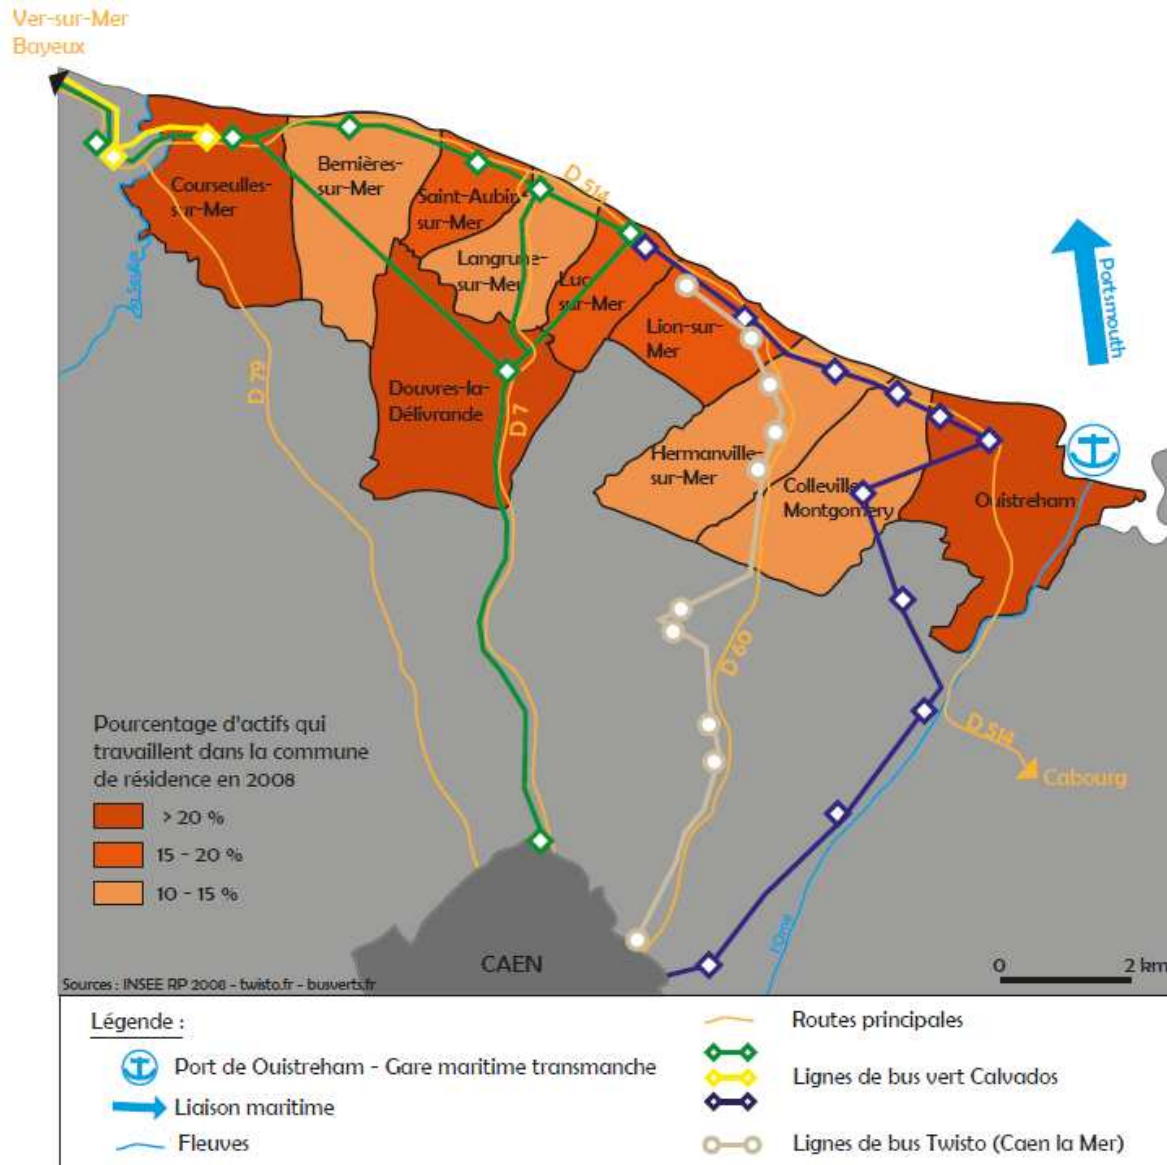 Ver-sur-Mer
Bayeux
Courseulles-
sur-Mer
Bernières-
sur-Mer
Saint-Aubin
sur-Mer
Langrune-
sur-Mer
Luc
sur-Mer
D 514
Lion-sur-
Mer
Portsmouth
la Seulles
D 79
Douvres-la-
Délivrande
D 7
Hermanville-
sur-Mer
Colleville
Montgomery
Ouistreham
D 60
D 514
Cabourg
Pourcentage d'actifs qui
travaillent dans la commune
de résidence en 2008
> 20 %
15 - 20 %
10 - 15 %
l'Orne
CAEN
0 2 km
Sources : INSEE RP 2008 - twisto.fr - busverts.fr
Légende :
Port de Ouistreham - Gare maritime transmanche
Liaison maritime
Fleuves
Routes principales
Lignes de bus vert Calvados
Lignes de bus Twisto (Caen la Mer)